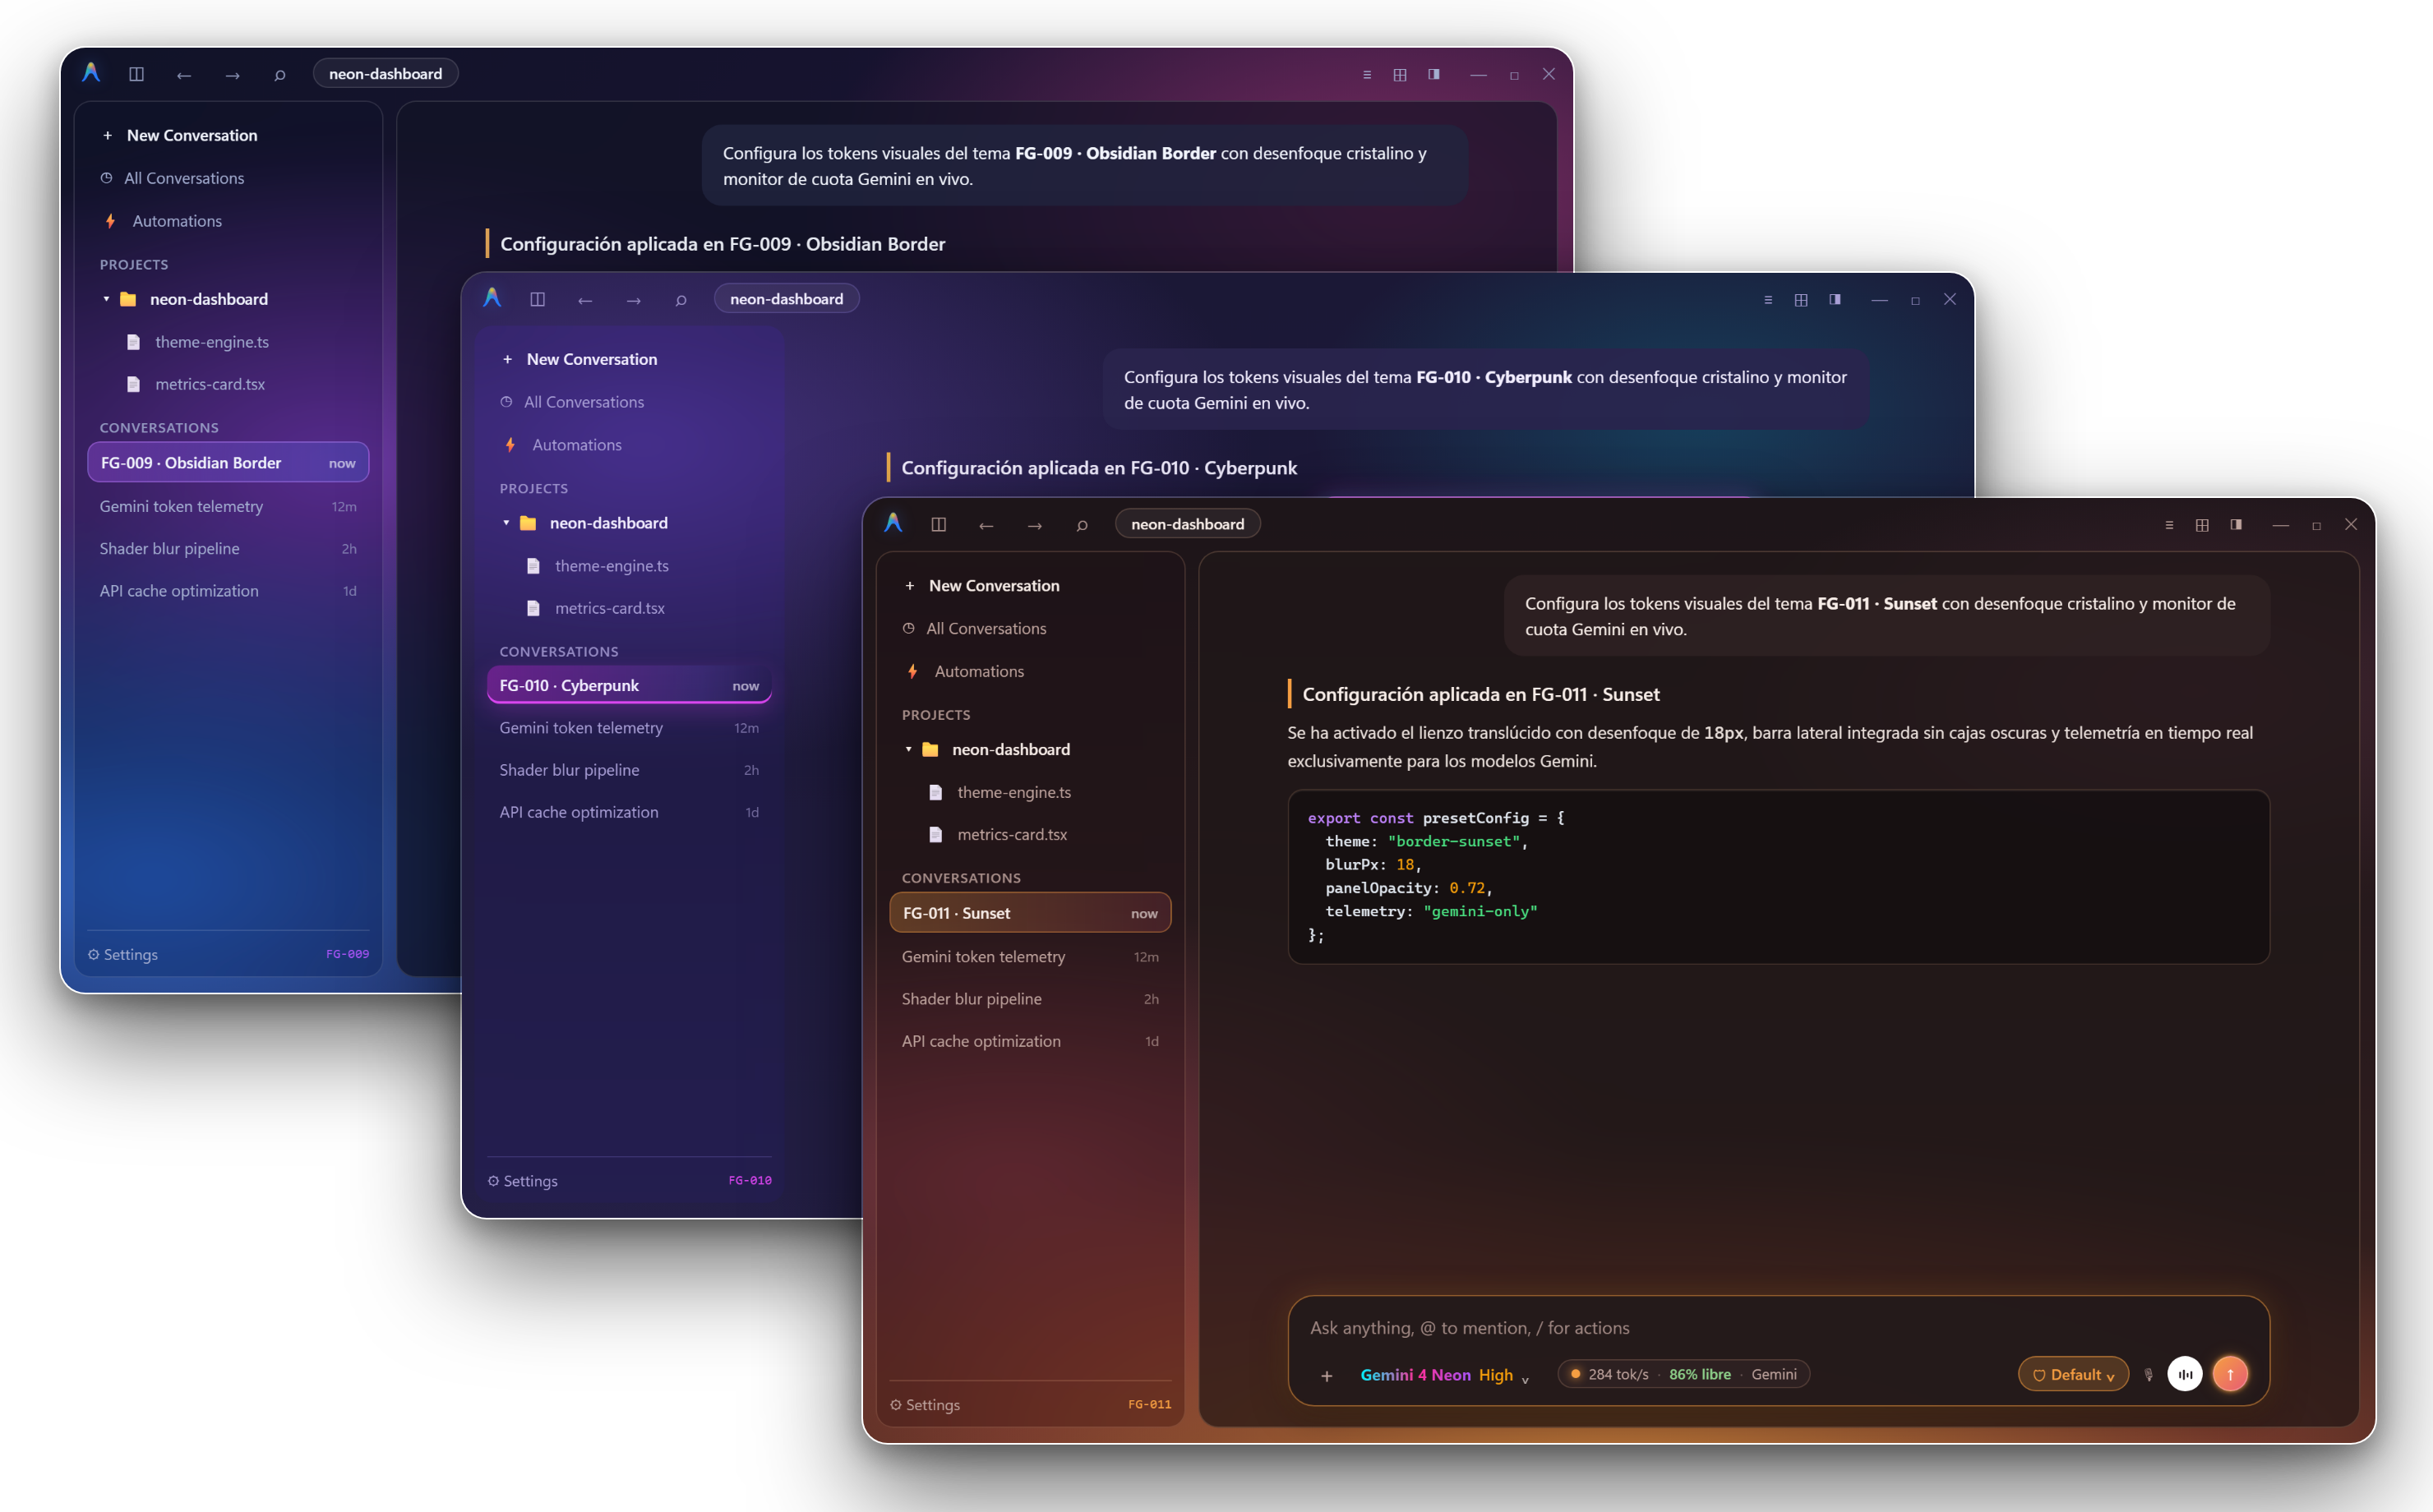 neon-dashboard
+ New Conversation
All Conversations
Automations
PROJECTS
neon-dashboard
theme-engine.ts
metrics-card.tsx
CONVERSATIONS
FG-009 · Obsidian Border now
Gemini token telemetry 12m
Shader blur pipeline 2h
API cache optimization 1d
Settings FG-009
Configura los tokens visuales del tema FG-009 · Obsidian Border con desenfoque cristalino y
monitor de cuota Gemini en vivo.
Configuración aplicada en FG-009 · Obsidian Border
neon-dashboard
+ New Conversation
All Conversations
Automations
PROJECTS
neon-dashboard
theme-engine.ts
metrics-card.tsx
CONVERSATIONS
FG-010 · Cyberpunk now
Gemini token telemetry 12m
Shader blur pipeline 2h
API cache optimization 1d
Settings FG-010
Configura los tokens visuales del tema FG-010 · Cyberpunk con desenfoque cristalino y monitor
de cuota Gemini en vivo.
Configuración aplicada en FG-010 · Cyberpunk
neon-dashboard
+ New Conversation
All Conversations
Automations
PROJECTS
neon-dashboard
theme-engine.ts
metrics-card.tsx
CONVERSATIONS
FG-011 · Sunset now
Gemini token telemetry 12m
Shader blur pipeline 2h
API cache optimization 1d
Settings FG-011
Configura los tokens visuales del tema FG-011 · Sunset con desenfoque cristalino y monitor de
cuota Gemini en vivo.
Configuración aplicada en FG-011 · Sunset
Se ha activado el lienzo translúcido con desenfoque de 18px, barra lateral integrada sin cajas oscuras y telemetría en tiempo real
exclusivamente para los modelos Gemini.
export const presetConfig = {
  theme: "border-sunset",
  blurPx: 18,
  panelOpacity: 0.72,
  telemetry: "gemini-only"
};
Ask anything, @ to mention, / for actions
+ Gemini 4 Neon High 284 tok/s · 86% libre · Gemini Default